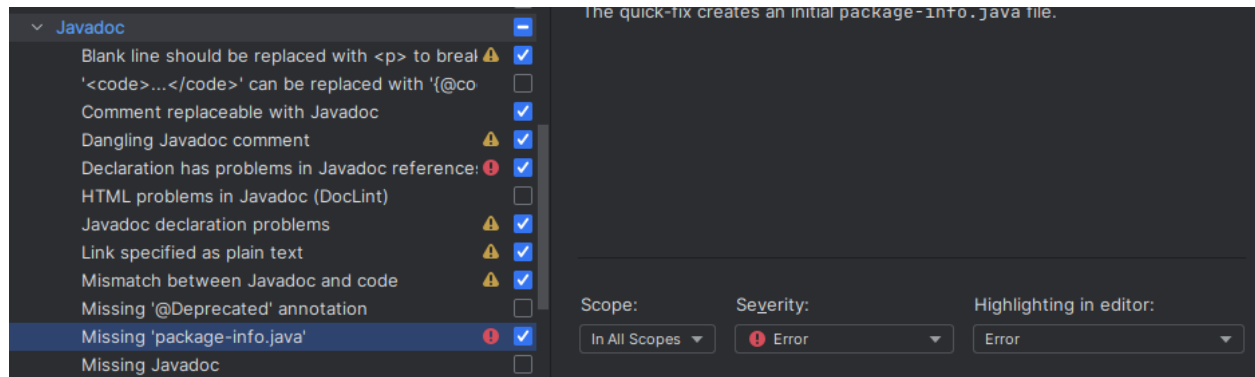 The quick-fix creates an initial package-info.java file.
Javadoc
Blank line should be replaced with <p> to break
'<code>...</code>' can be replaced with '{@co
Comment replaceable with Javadoc
Dangling Javadoc comment
Declaration has problems in Javadoc references
HTML problems in Javadoc (DocLint)
Javadoc declaration problems
Link specified as plain text
Mismatch between Javadoc and code
Missing '@Deprecated' annotation
Missing 'package-info.java'
Missing Javadoc
Scope: Severity: Highlighting in editor:
In All Scopes Error Error